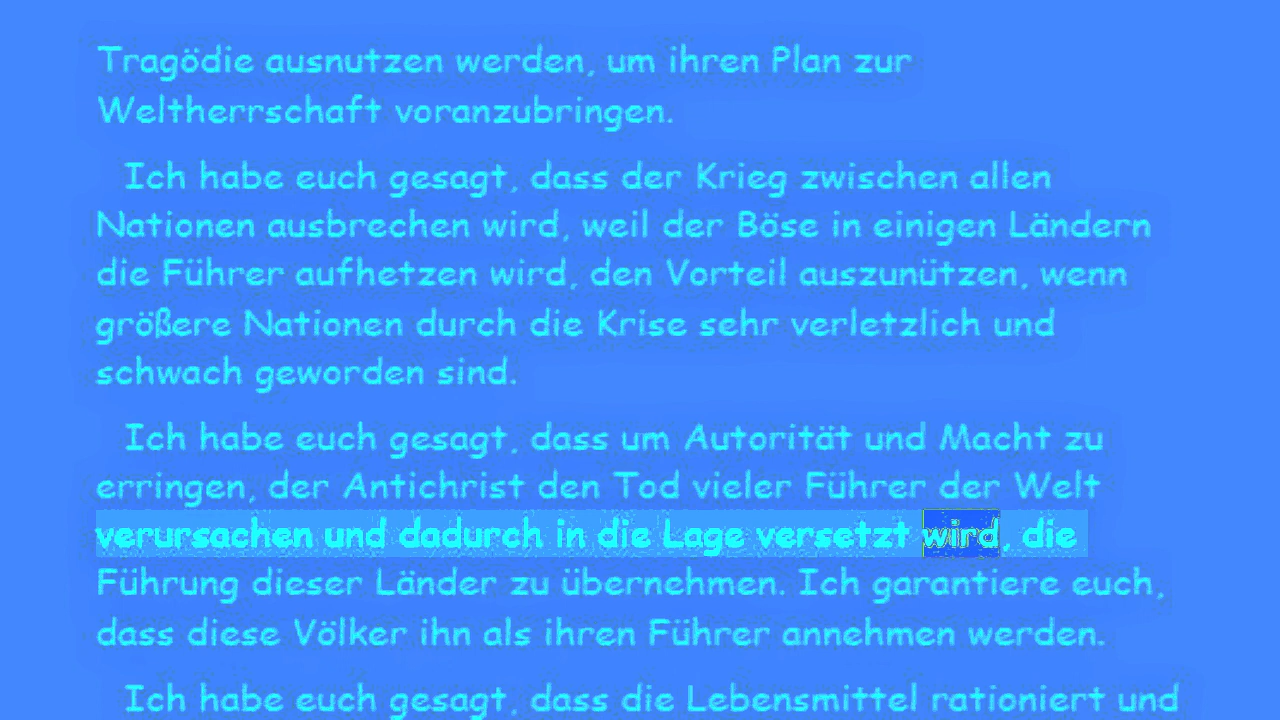 Tragödie ausnutzen werden, um ihren Plan zur
Weltherrschaft voranzubringen.
Ich habe euch gesagt, dass der Krieg zwischen allen
Nationen ausbrechen wird, weil der Böse in einigen Ländern
die Führer aufhetzen wird, den Vorteil auszunützen, wenn
größere Nationen durch die Krise sehr verletzlich und
schwach geworden sind.
Ich habe euch gesagt, dass um Autorität und Macht zu
erringen, der Antichrist den Tod vieler Führer der Welt
verursachen und dadurch in die Lage versetzt wird, die
Führung dieser Länder zu übernehmen. Ich garantiere euch,
dass diese Völker ihn als ihren Führer annehmen werden.
Ich habe euch gesagt, dass die Lebensmittel rationiert und